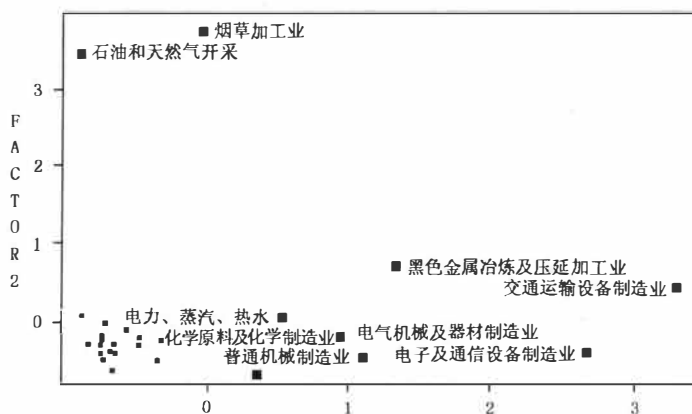 烟草加工业
石油和天然气开采
3
FACTOR2
2
1
黑色金属冶炼及压延加工业
交通运输设备制造业
电力、蒸汽、热水
0
化学原料及化学制造业
电气机械及器材制造业
普通机械制造业
电子及通信设备制造业
0
1
2
3